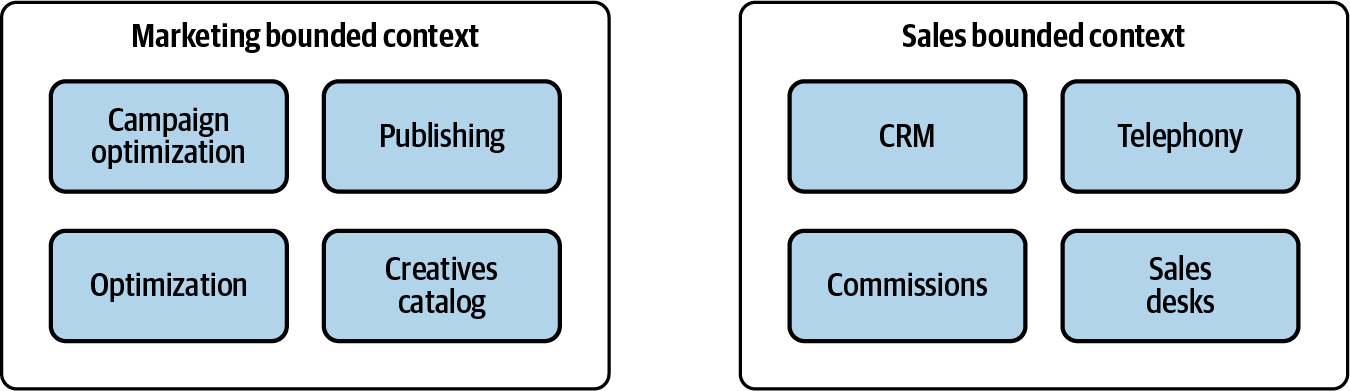 Marketing bounded context
Campaign
optimization
Publishing
Optimization
Creatives
catalog
Sales bounded context
CRM
Telephony
Commissions
Sales
desks